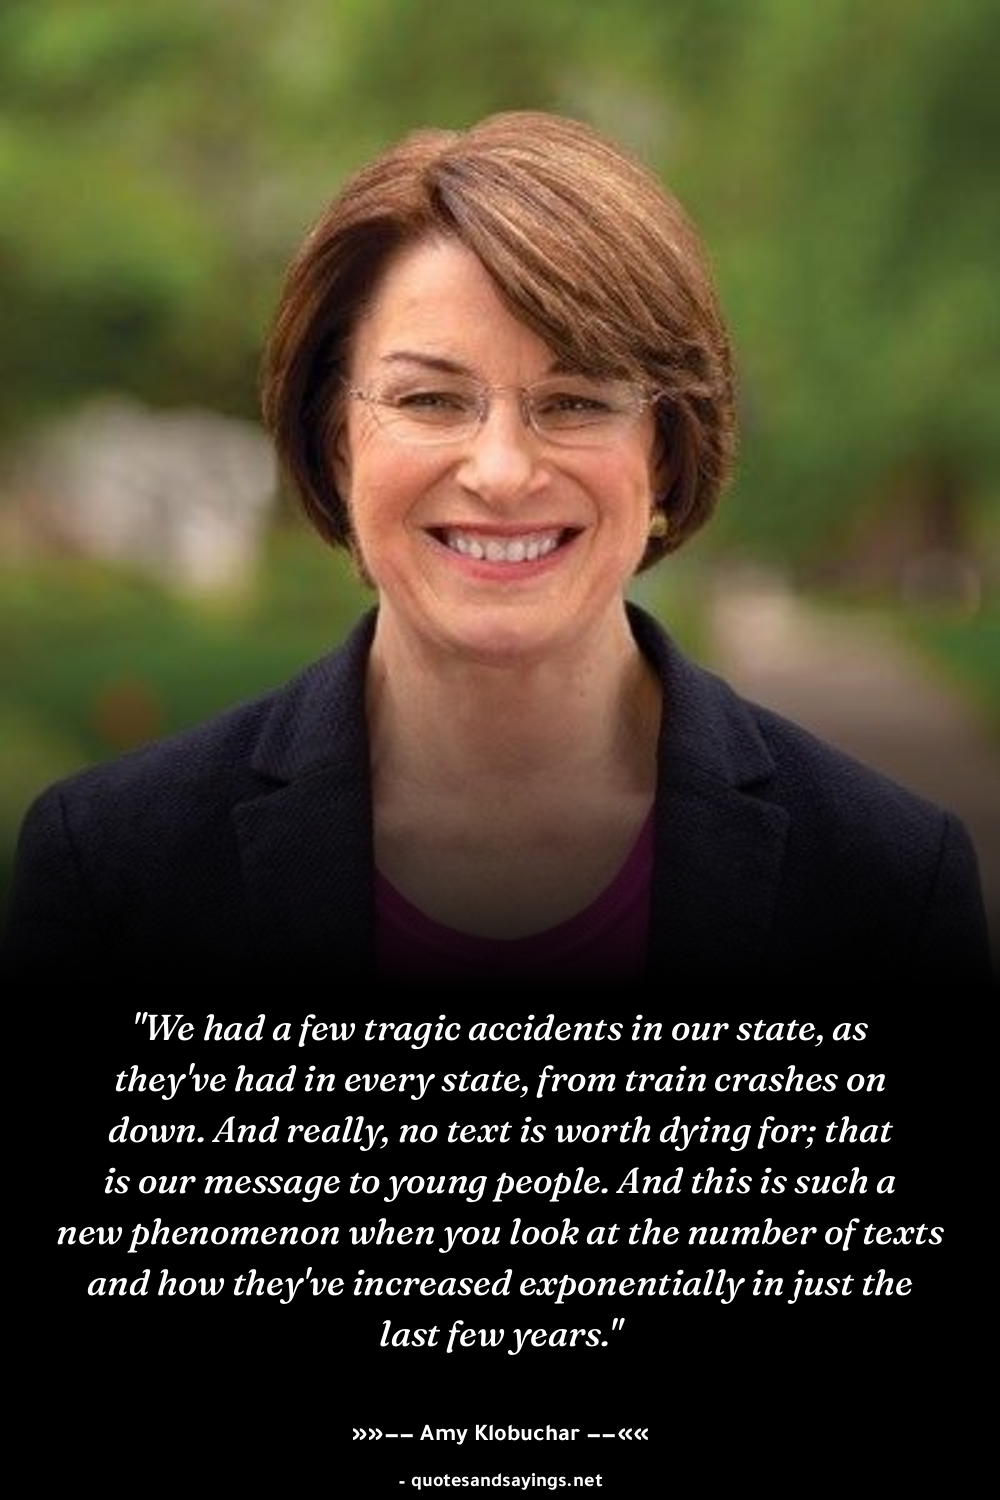 "We had a few tragic accidents in our state, as
they've had in every state, from train crashes on
down. And really, no text is worth dying for; that
is our message to young people. And this is such a
new phenomenon when you look at the number of texts
and how they've increased exponentially in just the
last few years."
»»–– Amy Klobuchar ––««
- quotesandsayings.net